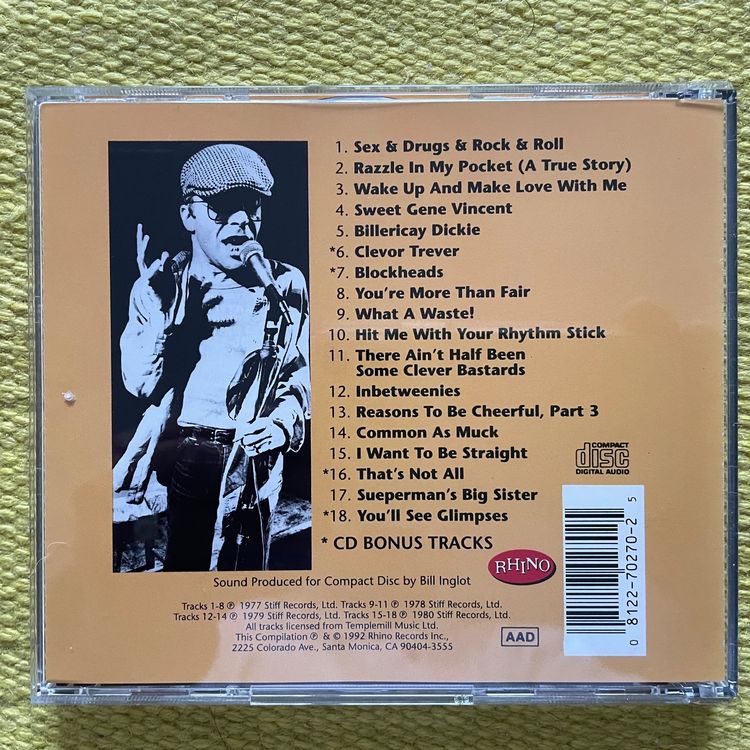 1. Sex & Drugs & Rock & Roll
2. Razzle In My Pocket (A True Story)
3. Wake Up And Make Love With Me
4. Sweet Gene Vincent
5. Billericay Dickie
*6. Clevor Trever
*7. Blockheads
8. You're More Than Fair
9. What A Waste!
10. Hit Me With Your Rhythm Stick
11. There Ain't Half Been
Some Clever Bastards
12. Inbetweenies
13. Reasons To Be Cheerful, Part 3
14. Common As Muck
15. I Want To Be Straight
*16. That's Not All
17. Sueperman's Big Sister
*18. You'll See Glimpses
* CD BONUS TRACKS
COMPACT
disc
DIGITAL AUDIO
RHINO
Sound Produced for Compact Disc by Bill Inglot
Tracks 1-8 ℗ 1977 Stiff Records, Ltd. Tracks 9-11 ℗ 1978 Stiff Records, Ltd.
Tracks 12-14 ℗ 1979 Stiff Records, Ltd. Tracks 15-18 ℗ 1980 Stiff Records, Ltd.
All tracks licensed from Templemill Music Ltd.
This Compilation ℗ & © 1992 Rhino Records Inc.,
2225 Colorado Ave., Santa Monica, CA 90404-3555
AAD
0 8122-70270-2 5